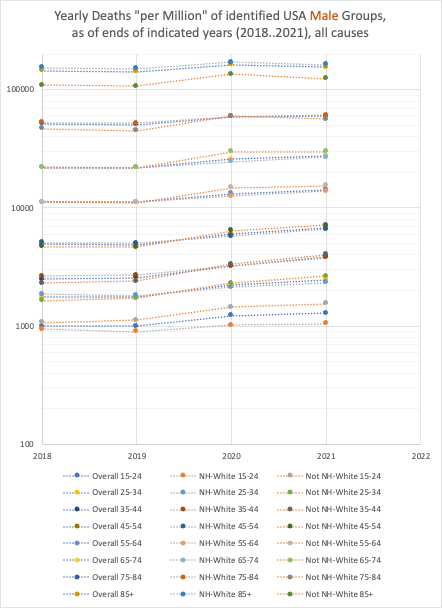 Yearly Deaths "per Million" of identified USA Male Groups,
as of ends of indicated years (2018..2021), all causes
100000
10000
1000
100
2018 2019 2020 2021 2022
Overall 15-24 NH-White 15-24 Not NH-White 15-24
Overall 25-34 NH-White 25-34 Not NH-White 25-34
Overall 35-44 NH-White 35-44 Not NH-White 35-44
Overall 45-54 NH-White 45-54 Not NH-White 45-54
Overall 55-64 NH-White 55-64 Not NH-White 55-64
Overall 65-74 NH-White 65-74 Not NH-White 65-74
Overall 75-84 NH-White 75-84 Not NH-White 75-84
Overall 85+ NH-White 85+ Not NH-White 85+